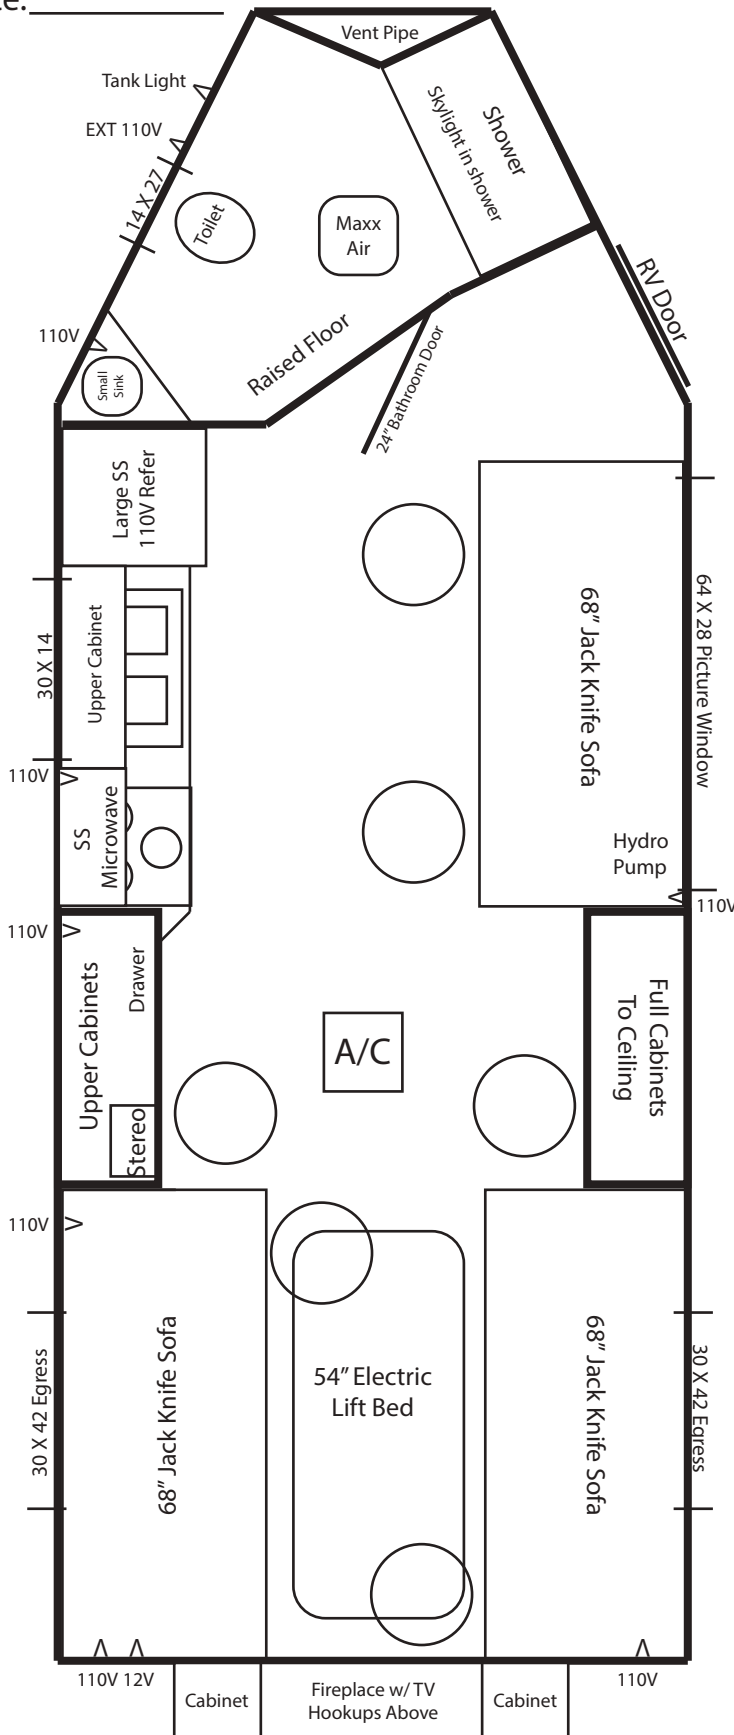 Vent Pipe
Tank Light
EXT 110V
14 X 27
Toilet
Maxx
Air
Shower
Skylight in shower
RV Door
110V
Small
Sink
Raised Floor
24” Bathroom Door
Large SS
110V Refer
30 X 14
Upper Cabinet
68” Jack Knife Sofa
64 X 28 Picture Window
110V
SS
Microwave
Hydro
Pump
110V
110V
Upper Cabinets
Drawer
Stereo
A/C
Full Cabinets
To Ceiling
110V
30 X 42 Egress
68” Jack Knife Sofa
54” Electric
Lift Bed
68” Jack Knife Sofa
30 X 42 Egress
110V 12V
110V
Cabinet
Fireplace w/ TV
Hookups Above
Cabinet